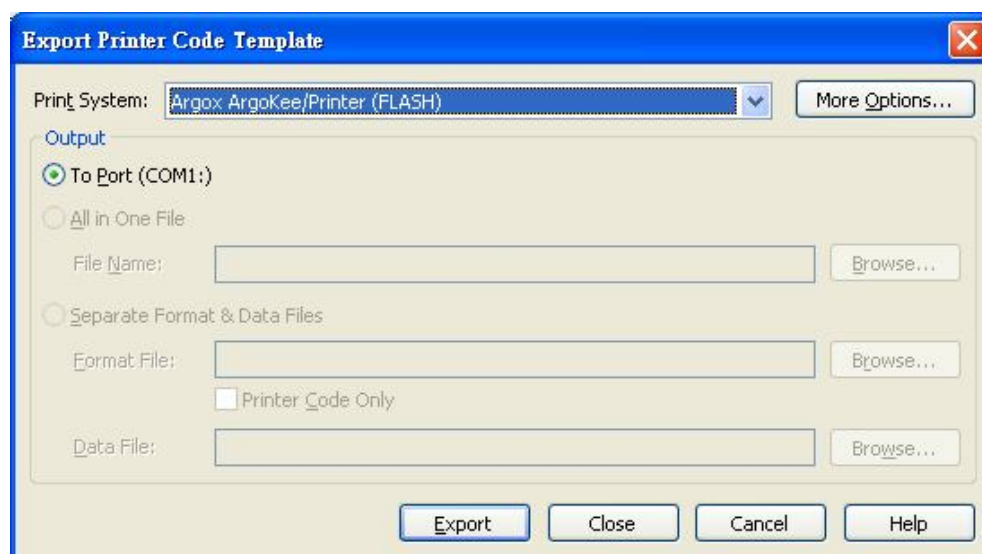 Export Printer Code Template
Print System: Argox ArgoKee/Printer (FLASH) More Options...
Output
To Port (COM1:)
All in One File
File Name: Browse...
Separate Format & Data Files
Format File: Browse...
Printer Code Only
Data File: Browse...
Export Close Cancel Help